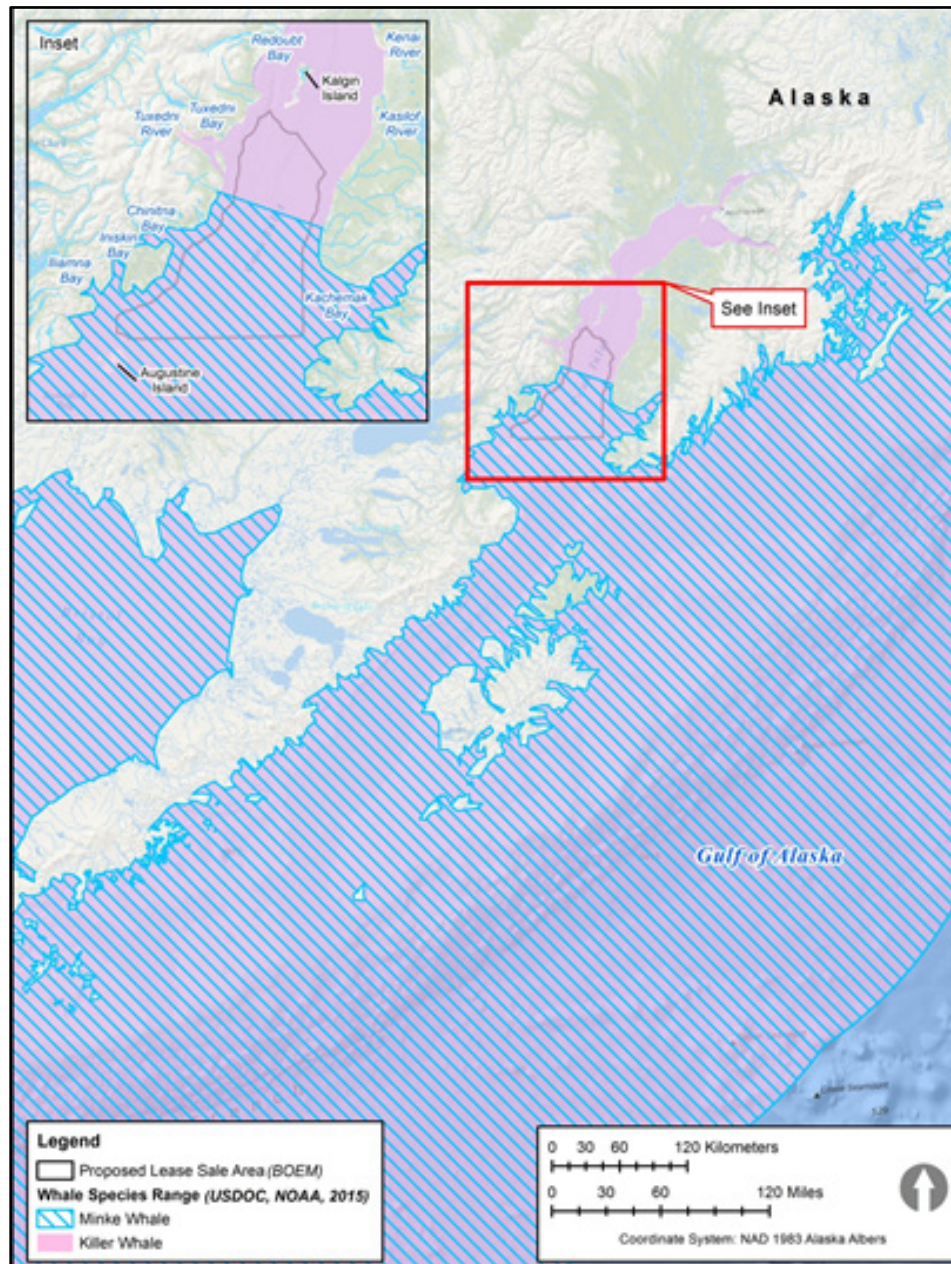 Inset
Redoubt
Bay
Kenai
River
Kalgin
Island
Tuxedni
Bay
Tuxedni
River
Kasilof
River
Chinitna
Bay
Iniskin
Bay
Iliamna
Bay
Kachemak
Bay
Augustine
Island
Alaska
See Inset
Gulf of Alaska
Legend
Proposed Lease Sale Area (BOEM)
Whale Species Range (USDOC, NOAA, 2015)
Minke Whale
Killer Whale
0 30 60 120 Kilometers
0 30 60 120 Miles
Coordinate System: NAD 1983 Alaska Albers